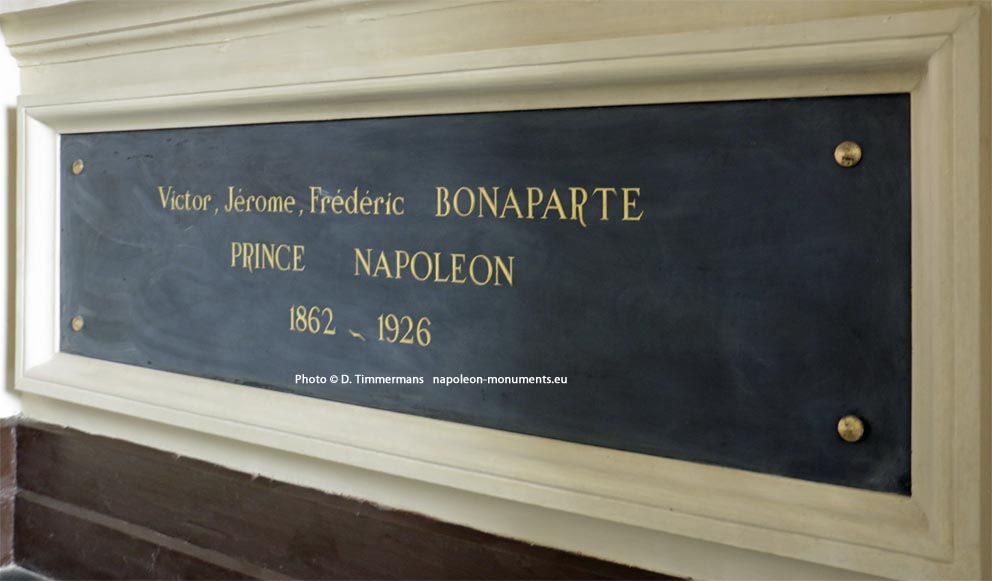 Victor, Jérome, Frédéric BONAPARTE
PRINCE NAPOLEON
1862 ~ 1926
Photo © D. Timmermans napoleon-monuments.eu